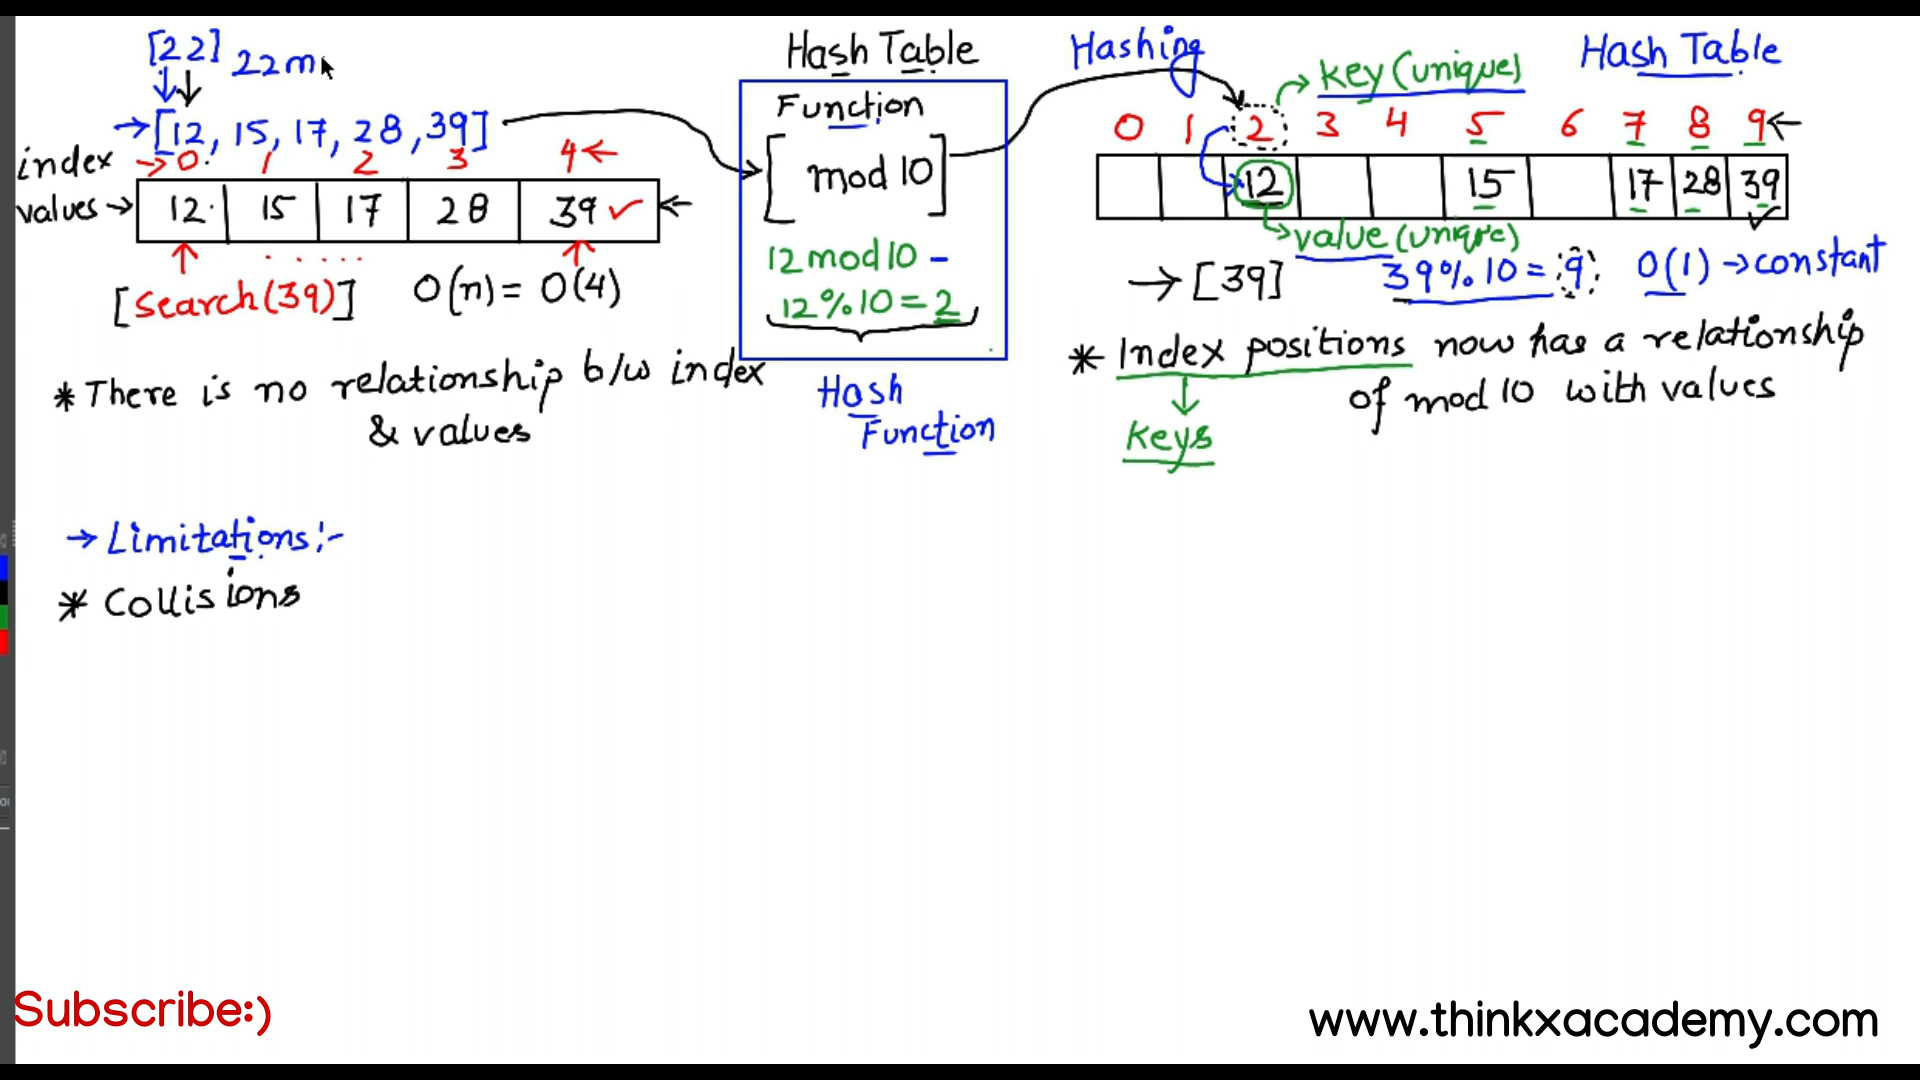 [22] 22m
[12, 15, 17, 28, 39]
index → 0 1 2 3 4 ←
values → 12 15 17 28 39 ✓ ←
[Search(39)] O(n) = O(4)
* There is no relationship b/w index
& values
Hash Table
Function
[mod 10]
12 mod 10 -
12 % 10 = 2
Hash
Function
Hashing
key (unique)
Hash Table
0 1 2 3 4 5 6 7 8 9 ←
12 15 17 28 39
value (unique)
→ [39] 39 % 10 = 9 O(1) → constant
* Index positions now has a relationship
of mod 10 with values
keys
→ Limitations :-
* Collisions
Subscribe:)
www.thinkxacademy.com